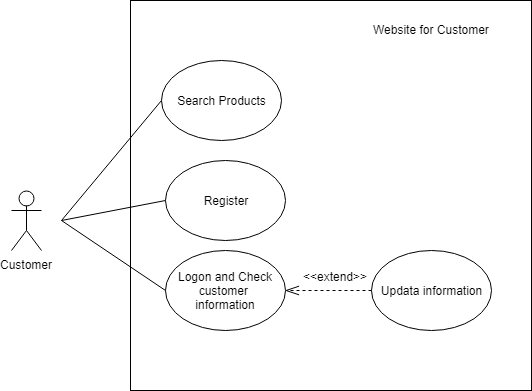 Website for Customer
Search Products
Register
Customer
Logon and Check
customer
information
<<extend>>
Updata information